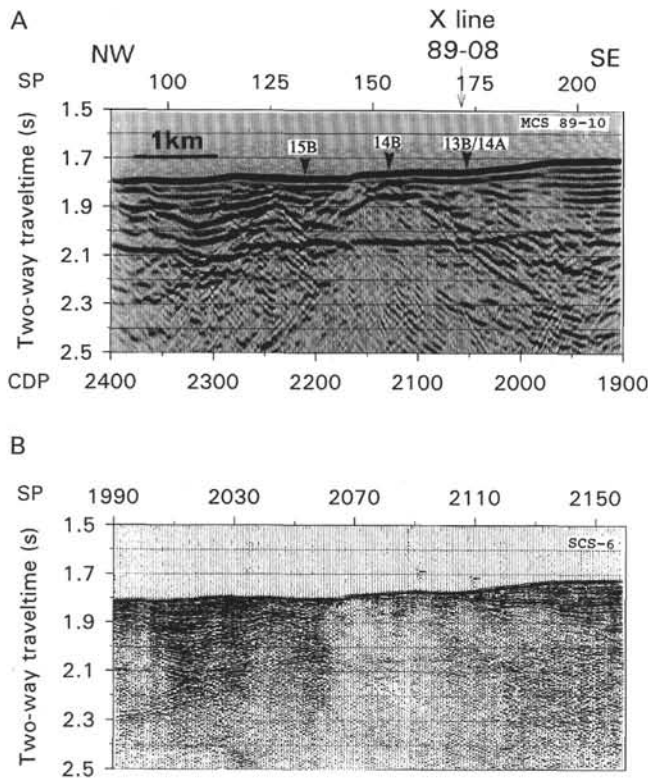 A
X line
89-08
NW
SE
SP 100 125 150 175 200
Two-way traveltime (s)
1.5
1.7
1.9
2.1
2.3
2.5
MCS 89-10
1km
15B 14B 13B/14A
CDP 2400 2300 2200 2100 2000 1900
B
SP 1990 2030 2070 2110 2150
Two-way traveltime (s)
1.5
1.7
1.9
2.1
2.3
2.5
SCS-6